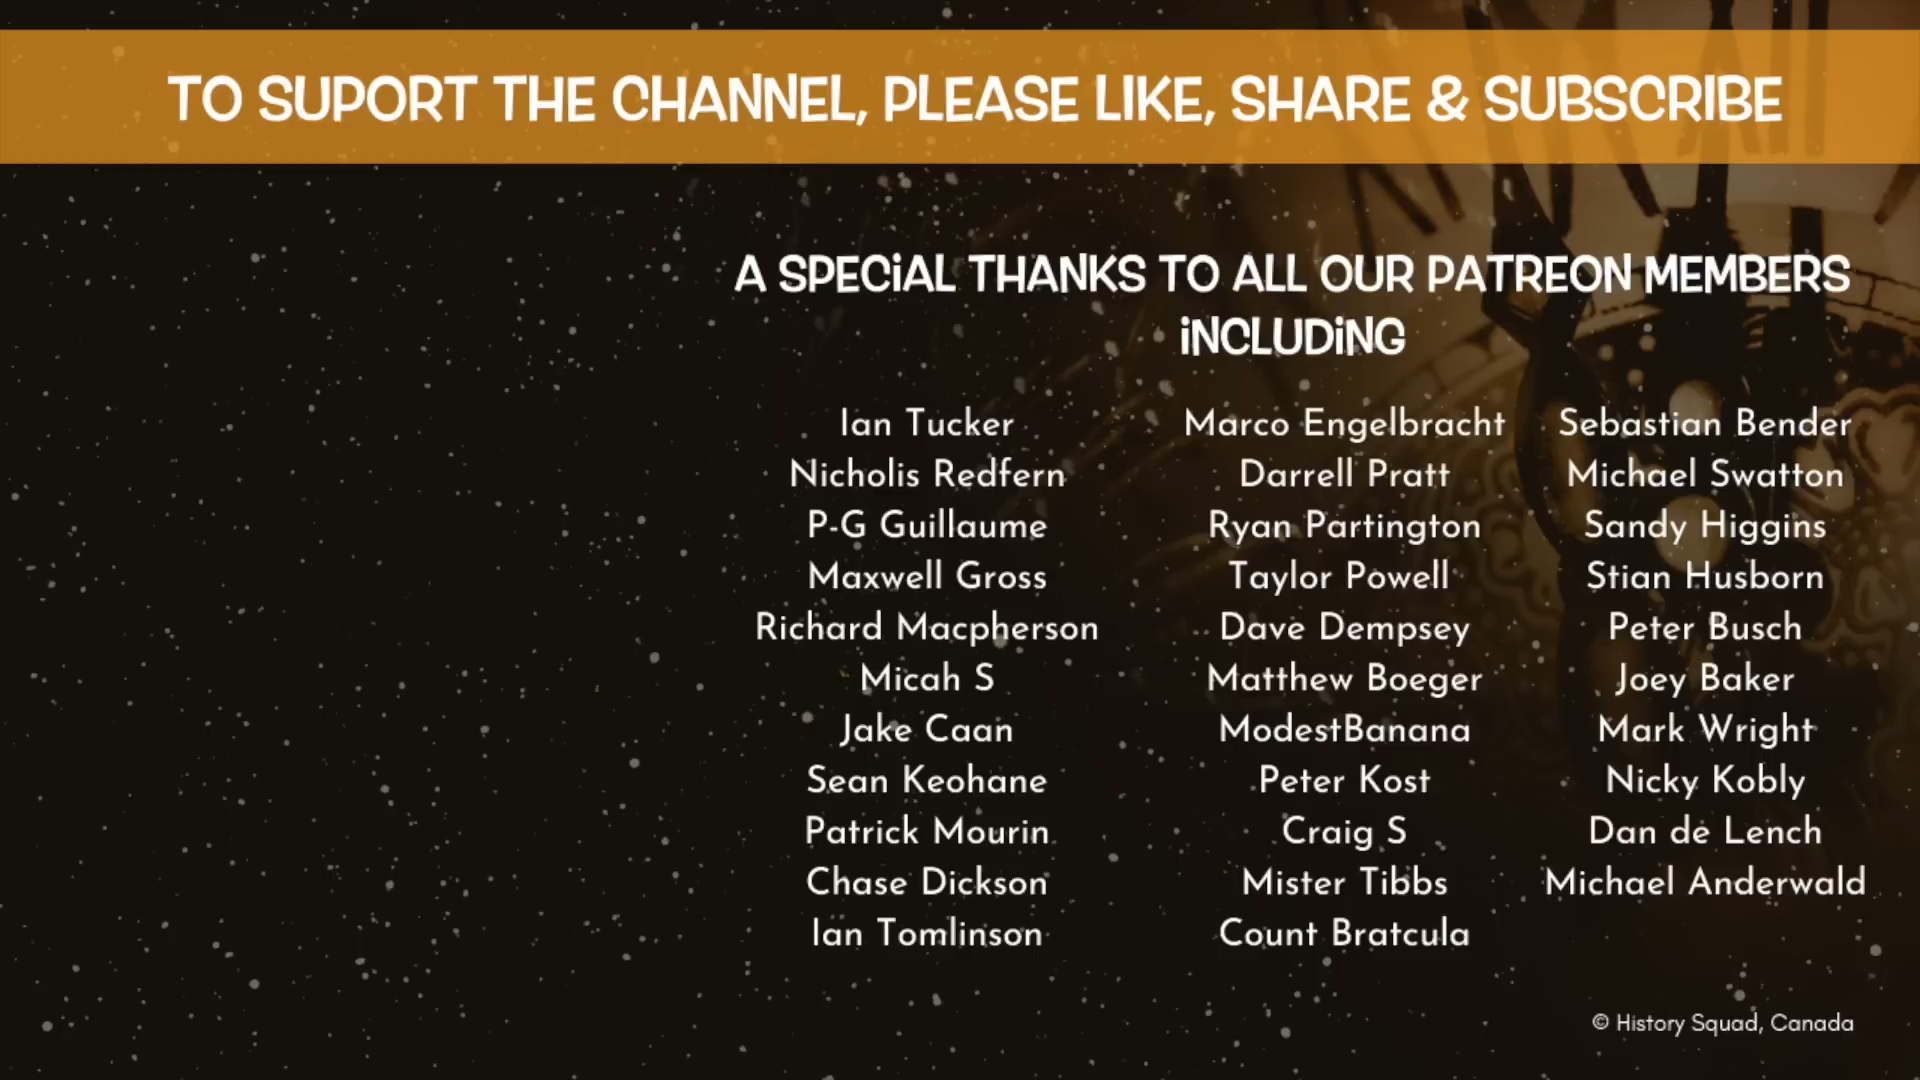 TO SUPORT THE CHANNEL, PLEASE LIKE, SHARE & SUBSCRIBE
A SPECiAL THANKS TO ALL OUR PATREON MEMBERS
iNCLUDiNG
Ian Tucker
Nicholis Redfern
P-G Guillaume
Maxwell Gross
Richard Macpherson
Micah S
Jake Caan
Sean Keohane
Patrick Mourin
Chase Dickson
Ian Tomlinson
Marco Engelbracht
Darrell Pratt
Ryan Partington
Taylor Powell
Dave Dempsey
Matthew Boeger
ModestBanana
Peter Kost
Craig S
Mister Tibbs
Count Bratcula
Sebastian Bender
Michael Swatton
Sandy Higgins
Stian Husborn
Peter Busch
Joey Baker
Mark Wright
Nicky Kobly
Dan de Lench
Michael Anderwald
© History Squad, Canada